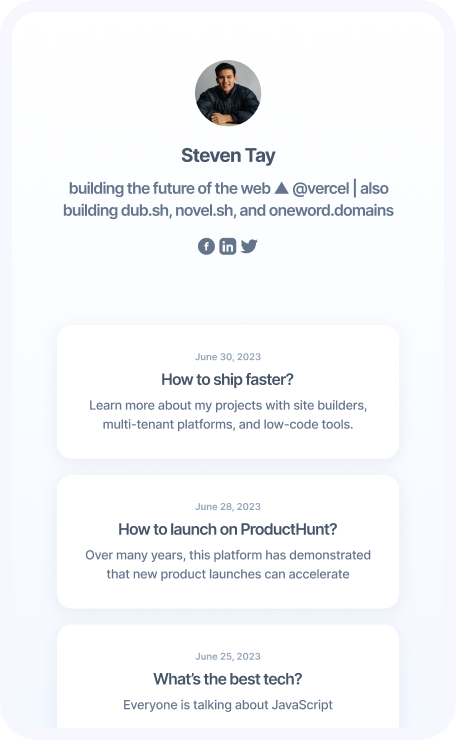 Steven Tay
building the future of the web ▲ @vercel | also
building dub.sh, novel.sh, and oneword.domains
June 30, 2023
How to ship faster?
Learn more about my projects with site builders,
multi-tenant platforms, and low-code tools.
June 28, 2023
How to launch on ProductHunt?
Over many years, this platform has demonstrated
that new product launches can accelerate
June 25, 2023
What's the best tech?
Everyone is talking about JavaScript